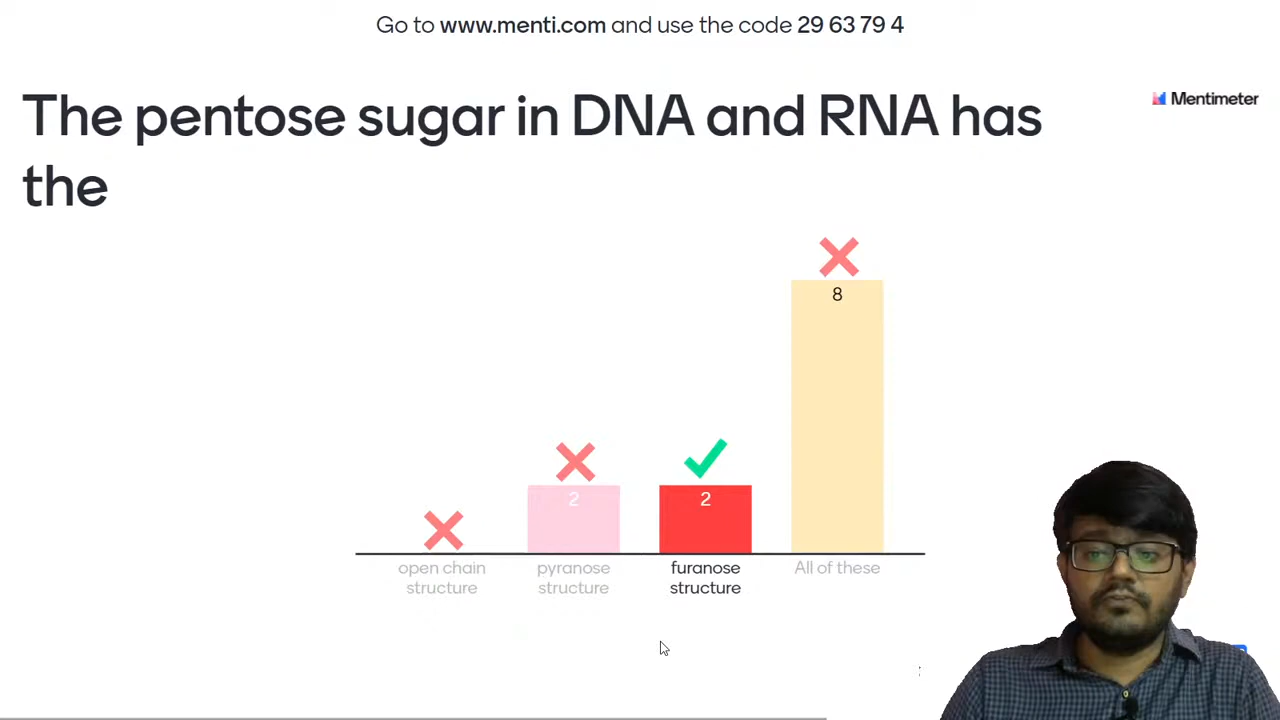 Go to www.menti.com and use the code 29 63 79 4
Mentimeter
The pentose sugar in DNA and RNA has
the
8
2
2
open chain
structure
pyranose
structure
furanose
structure
All of these